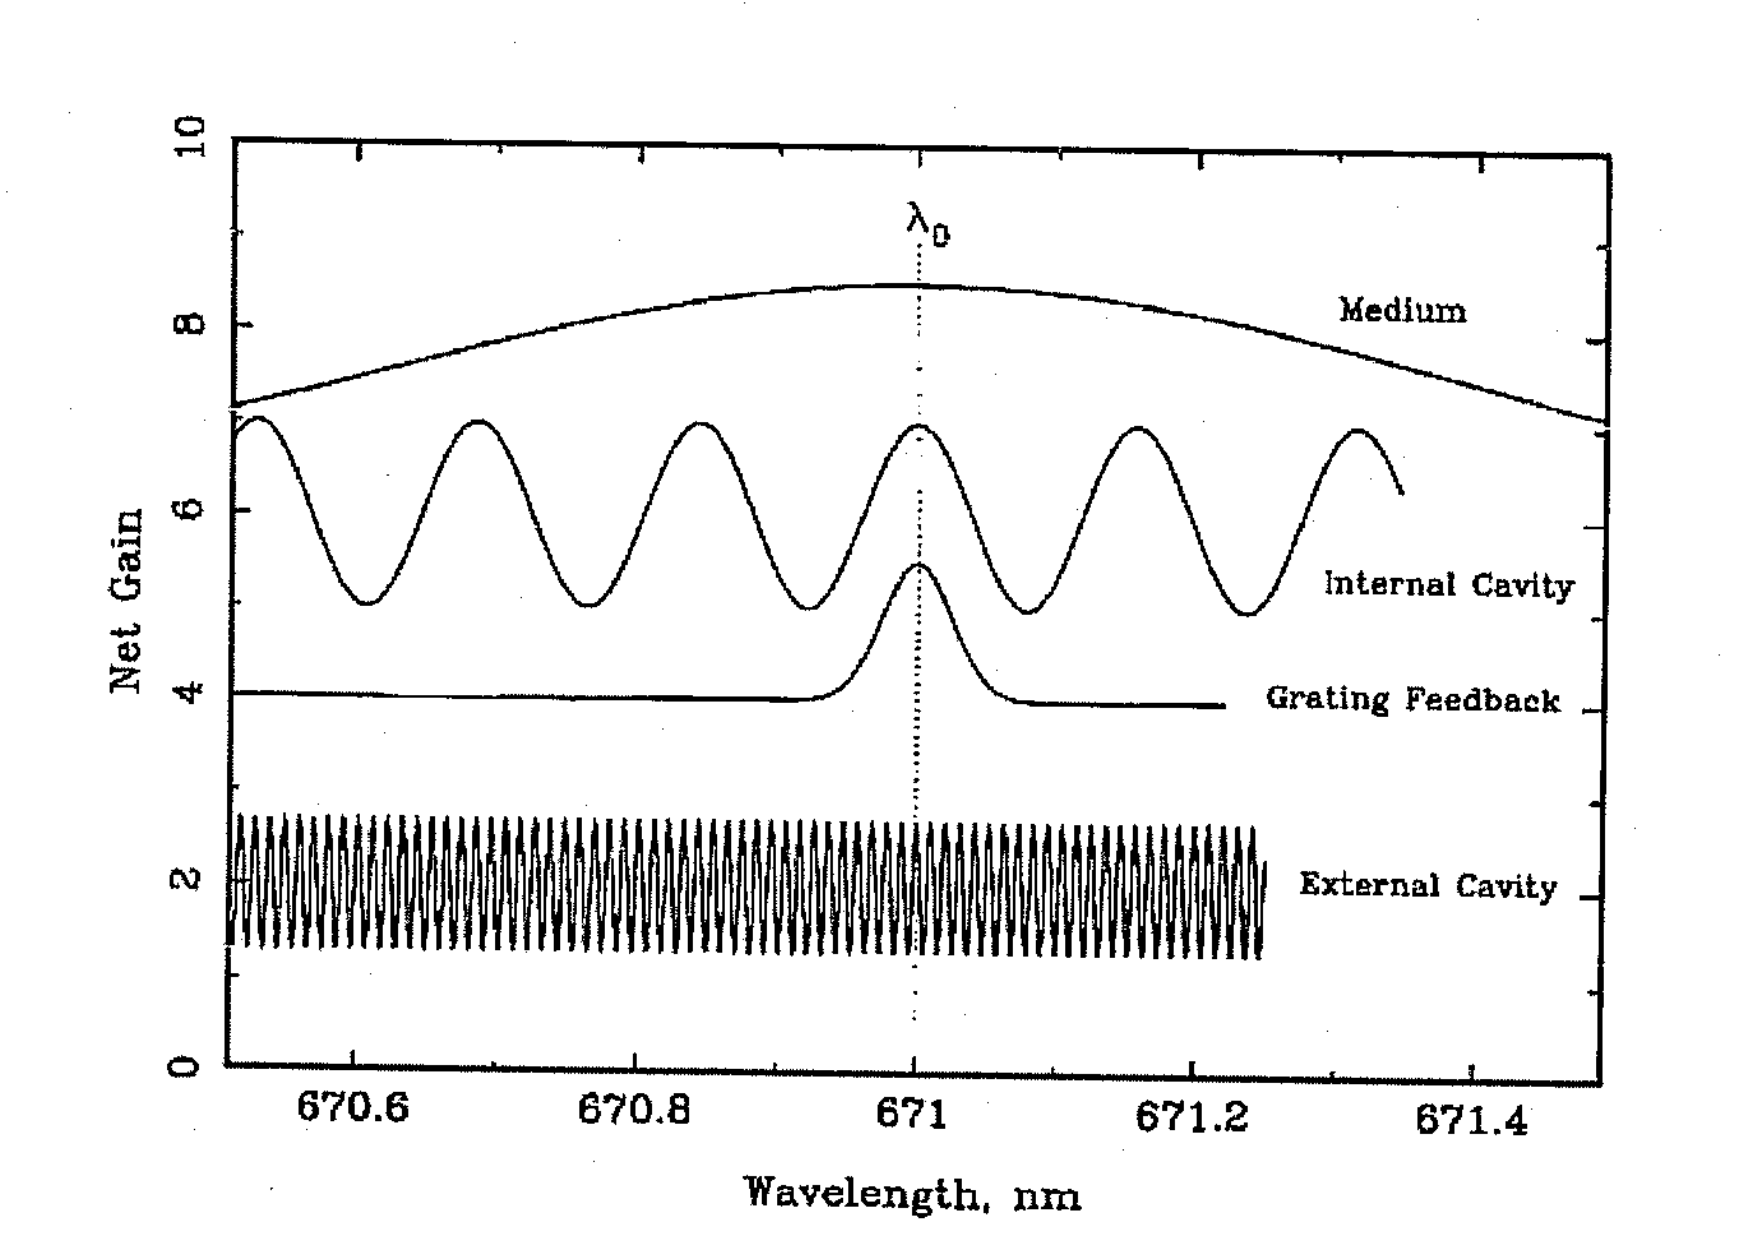 10
λ0
8
Medium
6
Internal Cavity
4
Grating Feedback
2
External Cavity
0
Net Gain
670.6 670.8 671 671.2 671.4
Wavelength, nm